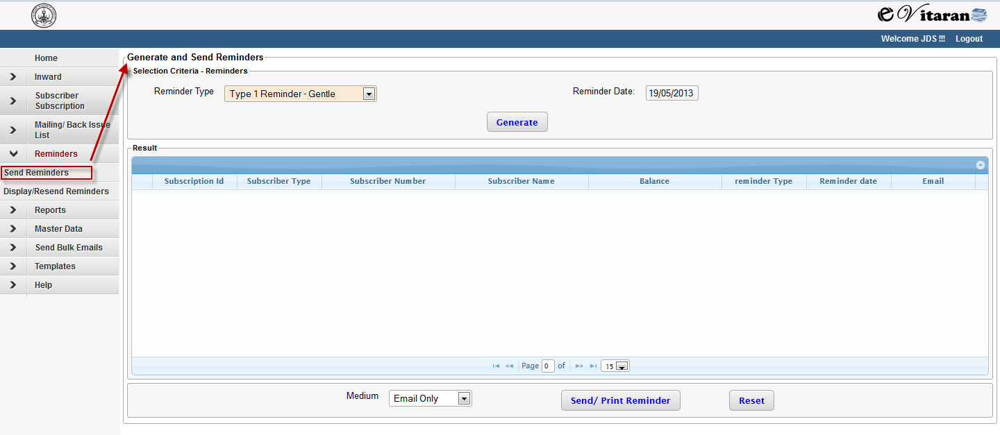 e Vitaran
Welcome JDS !!! Logout
Home
Inward
Subscriber
Subscription
Mailing/ Back Issue
List
Reminders
Send Reminders
Display/Resend Reminders
Reports
Master Data
Send Bulk Emails
Templates
Help
Generate and Send Reminders
Selection Criteria - Reminders
Reminder Type Type 1 Reminder - Gentle Reminder Date: 19/05/2013
Generate
Result
Subscription Id Subscriber Type Subscriber Number Subscriber Name Balance reminder Type Reminder date Email
Page 0 of 15
Medium Email Only Send/ Print Reminder Reset